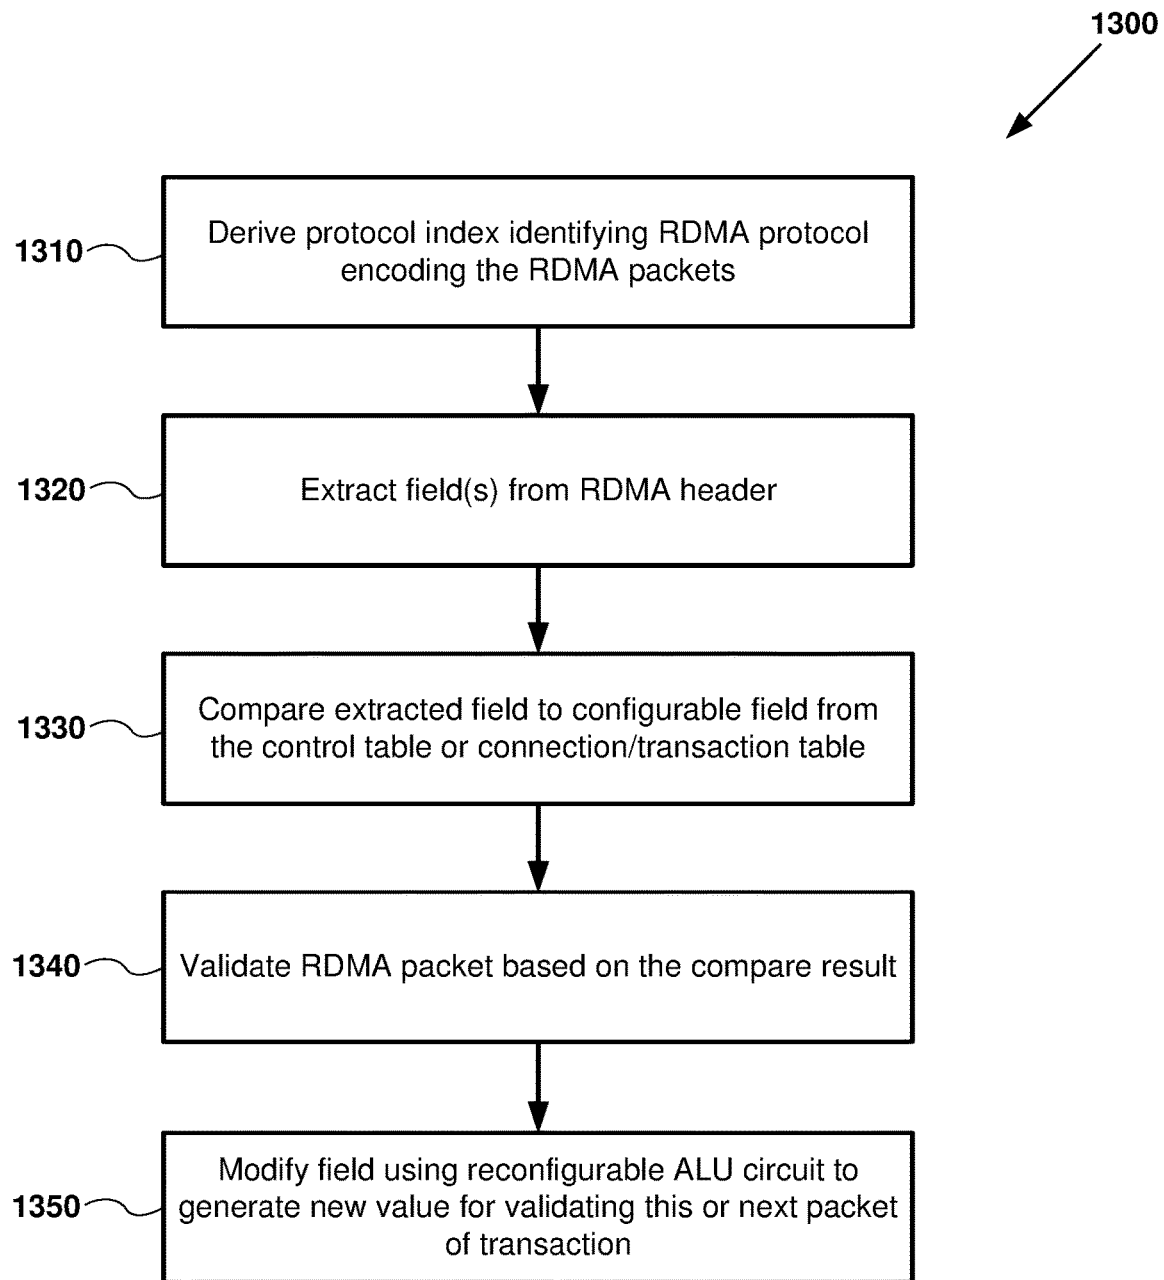 1300
1310
Derive protocol index identifying RDMA protocol
encoding the RDMA packets
1320
Extract field(s) from RDMA header
1330
Compare extracted field to configurable field from
the control table or connection/transaction table
1340
Validate RDMA packet based on the compare result
1350
Modify field using reconfigurable ALU circuit to
generate new value for validating this or next packet
of transaction